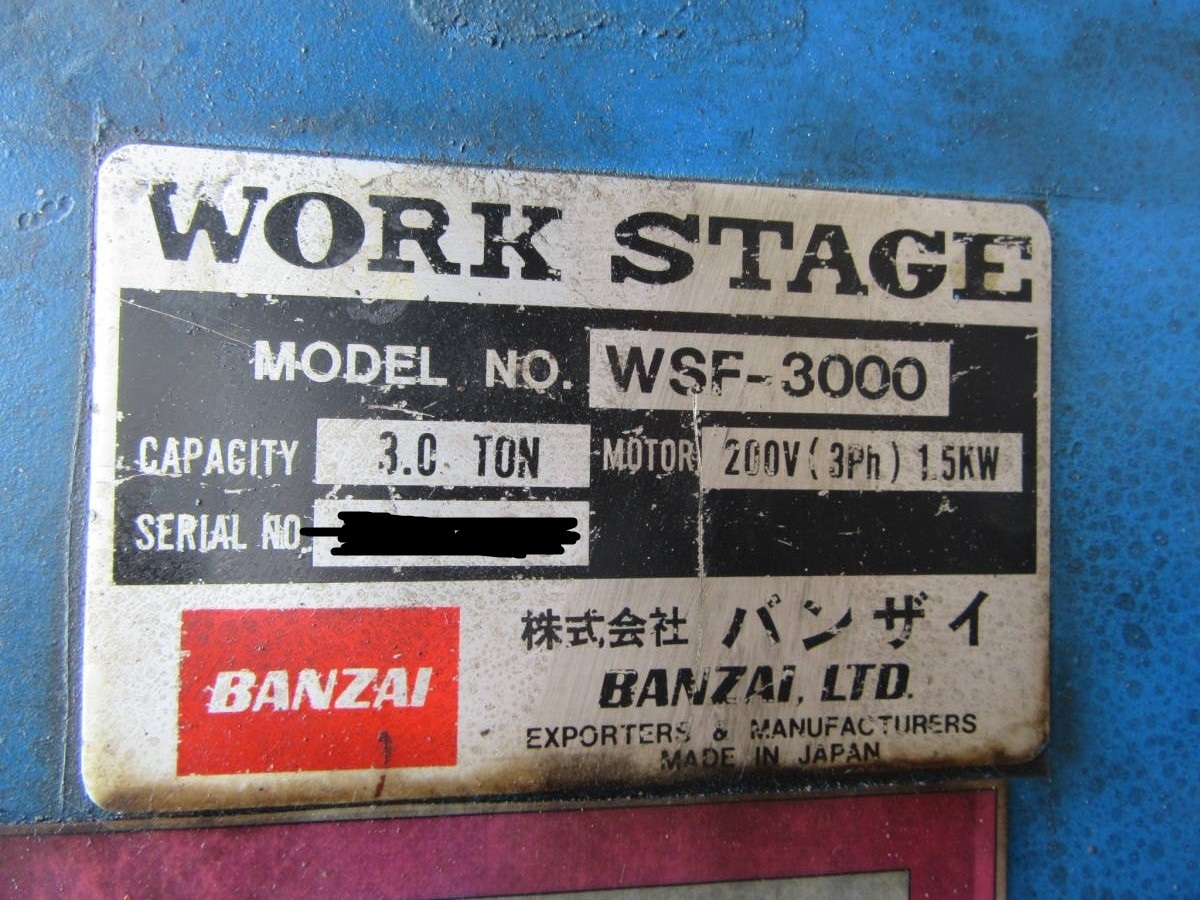 WORK STAGE
MODEL NO. WSF-3000
CAPACITY 3.0 TON MOTOR 200V (3Ph) 1.5KW
SERIAL NO.
BANZAI
株式会社 バンザイ
BANZAI, LTD.
EXPORTERS & MANUFACTURERS
MADE IN JAPAN